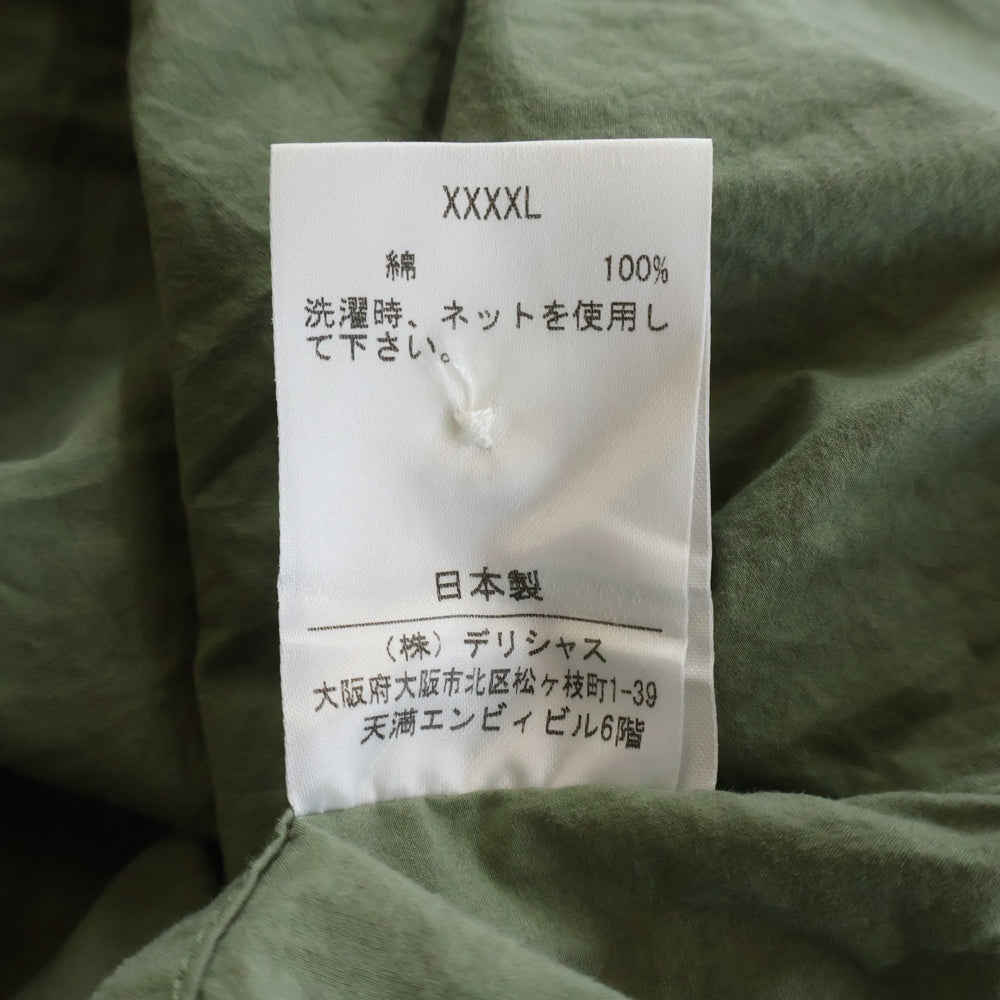 XXXXL
綿 100%
洗濯時、ネットを使用し
て下さい。
日本製
(株) デリシャス
大阪府大阪市北区松ヶ枝町1-39
天満エンビィビル6階